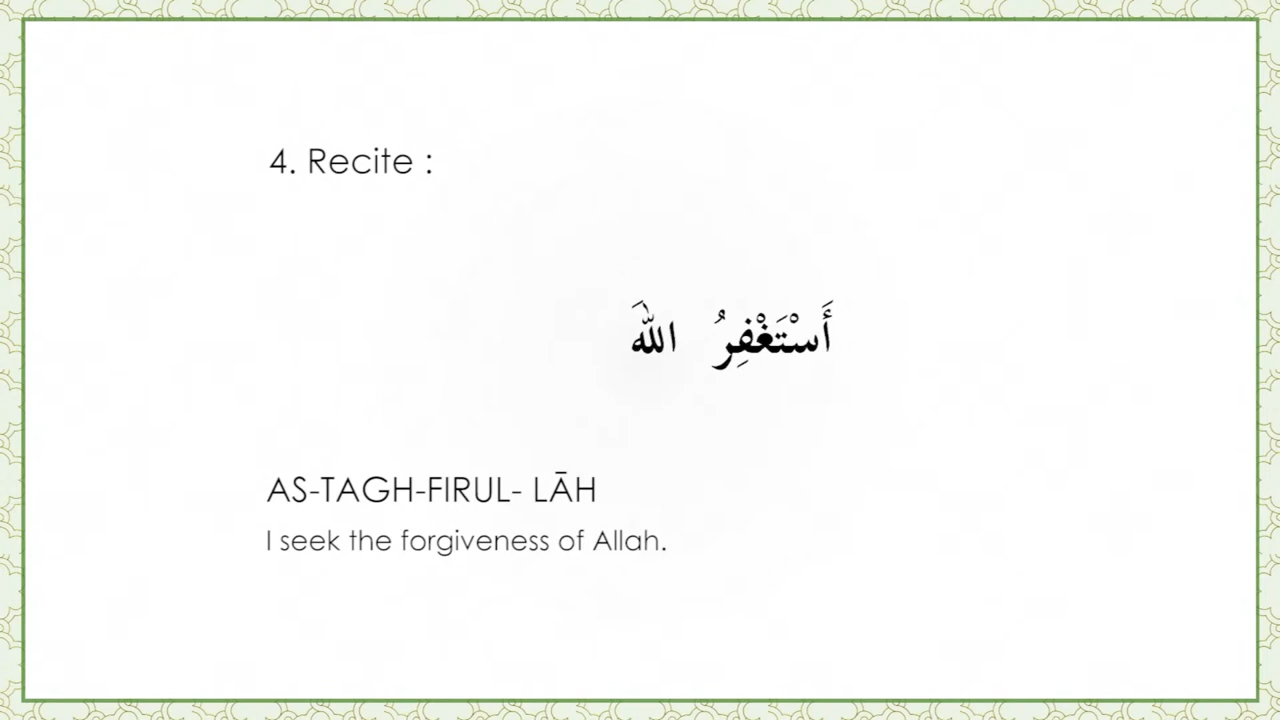 4. Recite :
أَسْتَغْفِرُ اللّٰهَ
AS-TAGH-FIRUL- LĀH
I seek the forgiveness of Allah.